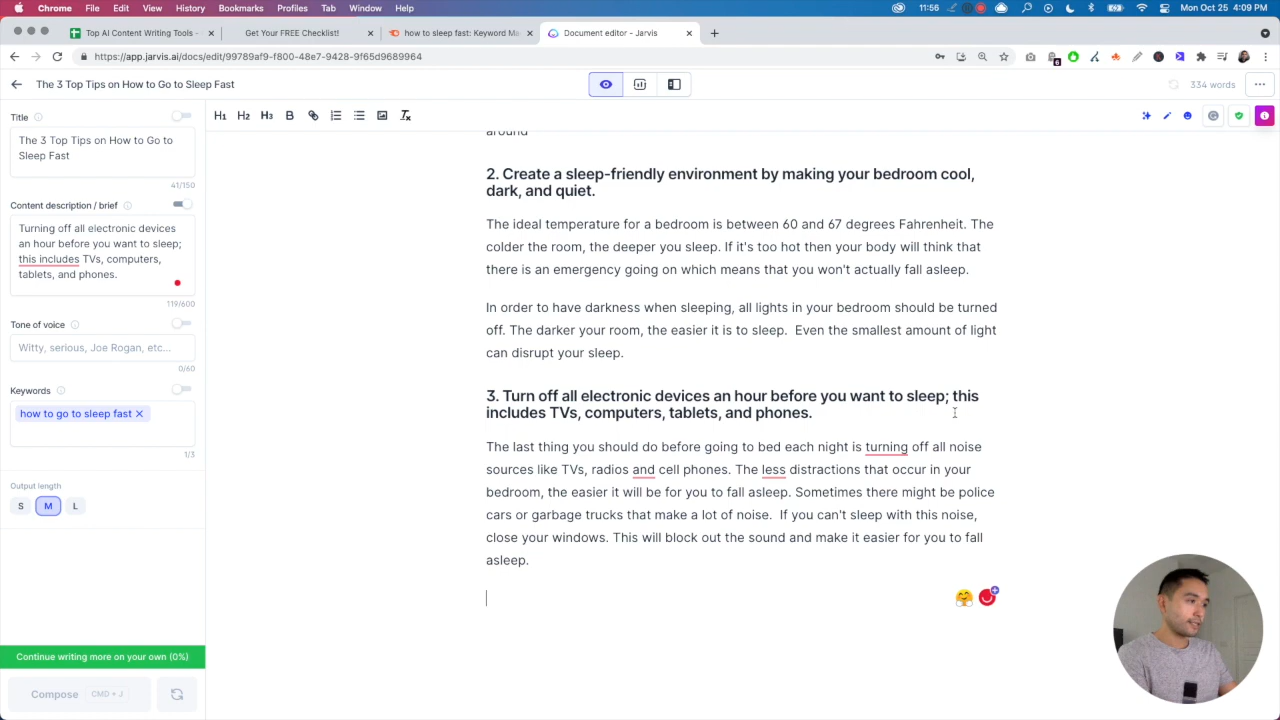 Chrome File Edit View History Bookmarks Profiles Tab Window Help 11:56 Mon Oct 25 4:09 PM
Top AI Content Writing Tools - Get Your FREE Checklist! how to sleep fast: Keyword Ma Document editor - Jarvis
https://app.jarvis.ai/docs/edit/99789af9-f800-48e7-9428-9f65d9689964
The 3 Top Tips on How to Go to Sleep Fast
334 words
H1 H2 H3 B
Title
The 3 Top Tips on How to Go to
Sleep Fast
41/150
Content description / brief
Turning off all electronic devices
an hour before you want to sleep;
this includes TVs, computers,
tablets, and phones.
119/600
Tone of voice
Witty, serious, Joe Rogan, etc...
0/60
Keywords
how to go to sleep fast
1/3
Output length
S M L
Continue writing more on your own (0%)
Compose CMD + J
around
2. Create a sleep-friendly environment by making your bedroom cool,
dark, and quiet.
The ideal temperature for a bedroom is between 60 and 67 degrees Fahrenheit. The
colder the room, the deeper you sleep. If it's too hot then your body will think that
there is an emergency going on which means that you won't actually fall asleep.
In order to have darkness when sleeping, all lights in your bedroom should be turned
off. The darker your room, the easier it is to sleep.  Even the smallest amount of light
can disrupt your sleep.
3. Turn off all electronic devices an hour before you want to sleep; this
includes TVs, computers, tablets, and phones.
The last thing you should do before going to bed each night is turning off all noise
sources like TVs, radios and cell phones. The less distractions that occur in your
bedroom, the easier it will be for you to fall asleep. Sometimes there might be police
cars or garbage trucks that make a lot of noise.  If you can't sleep with this noise,
close your windows. This will block out the sound and make it easier for you to fall
asleep.